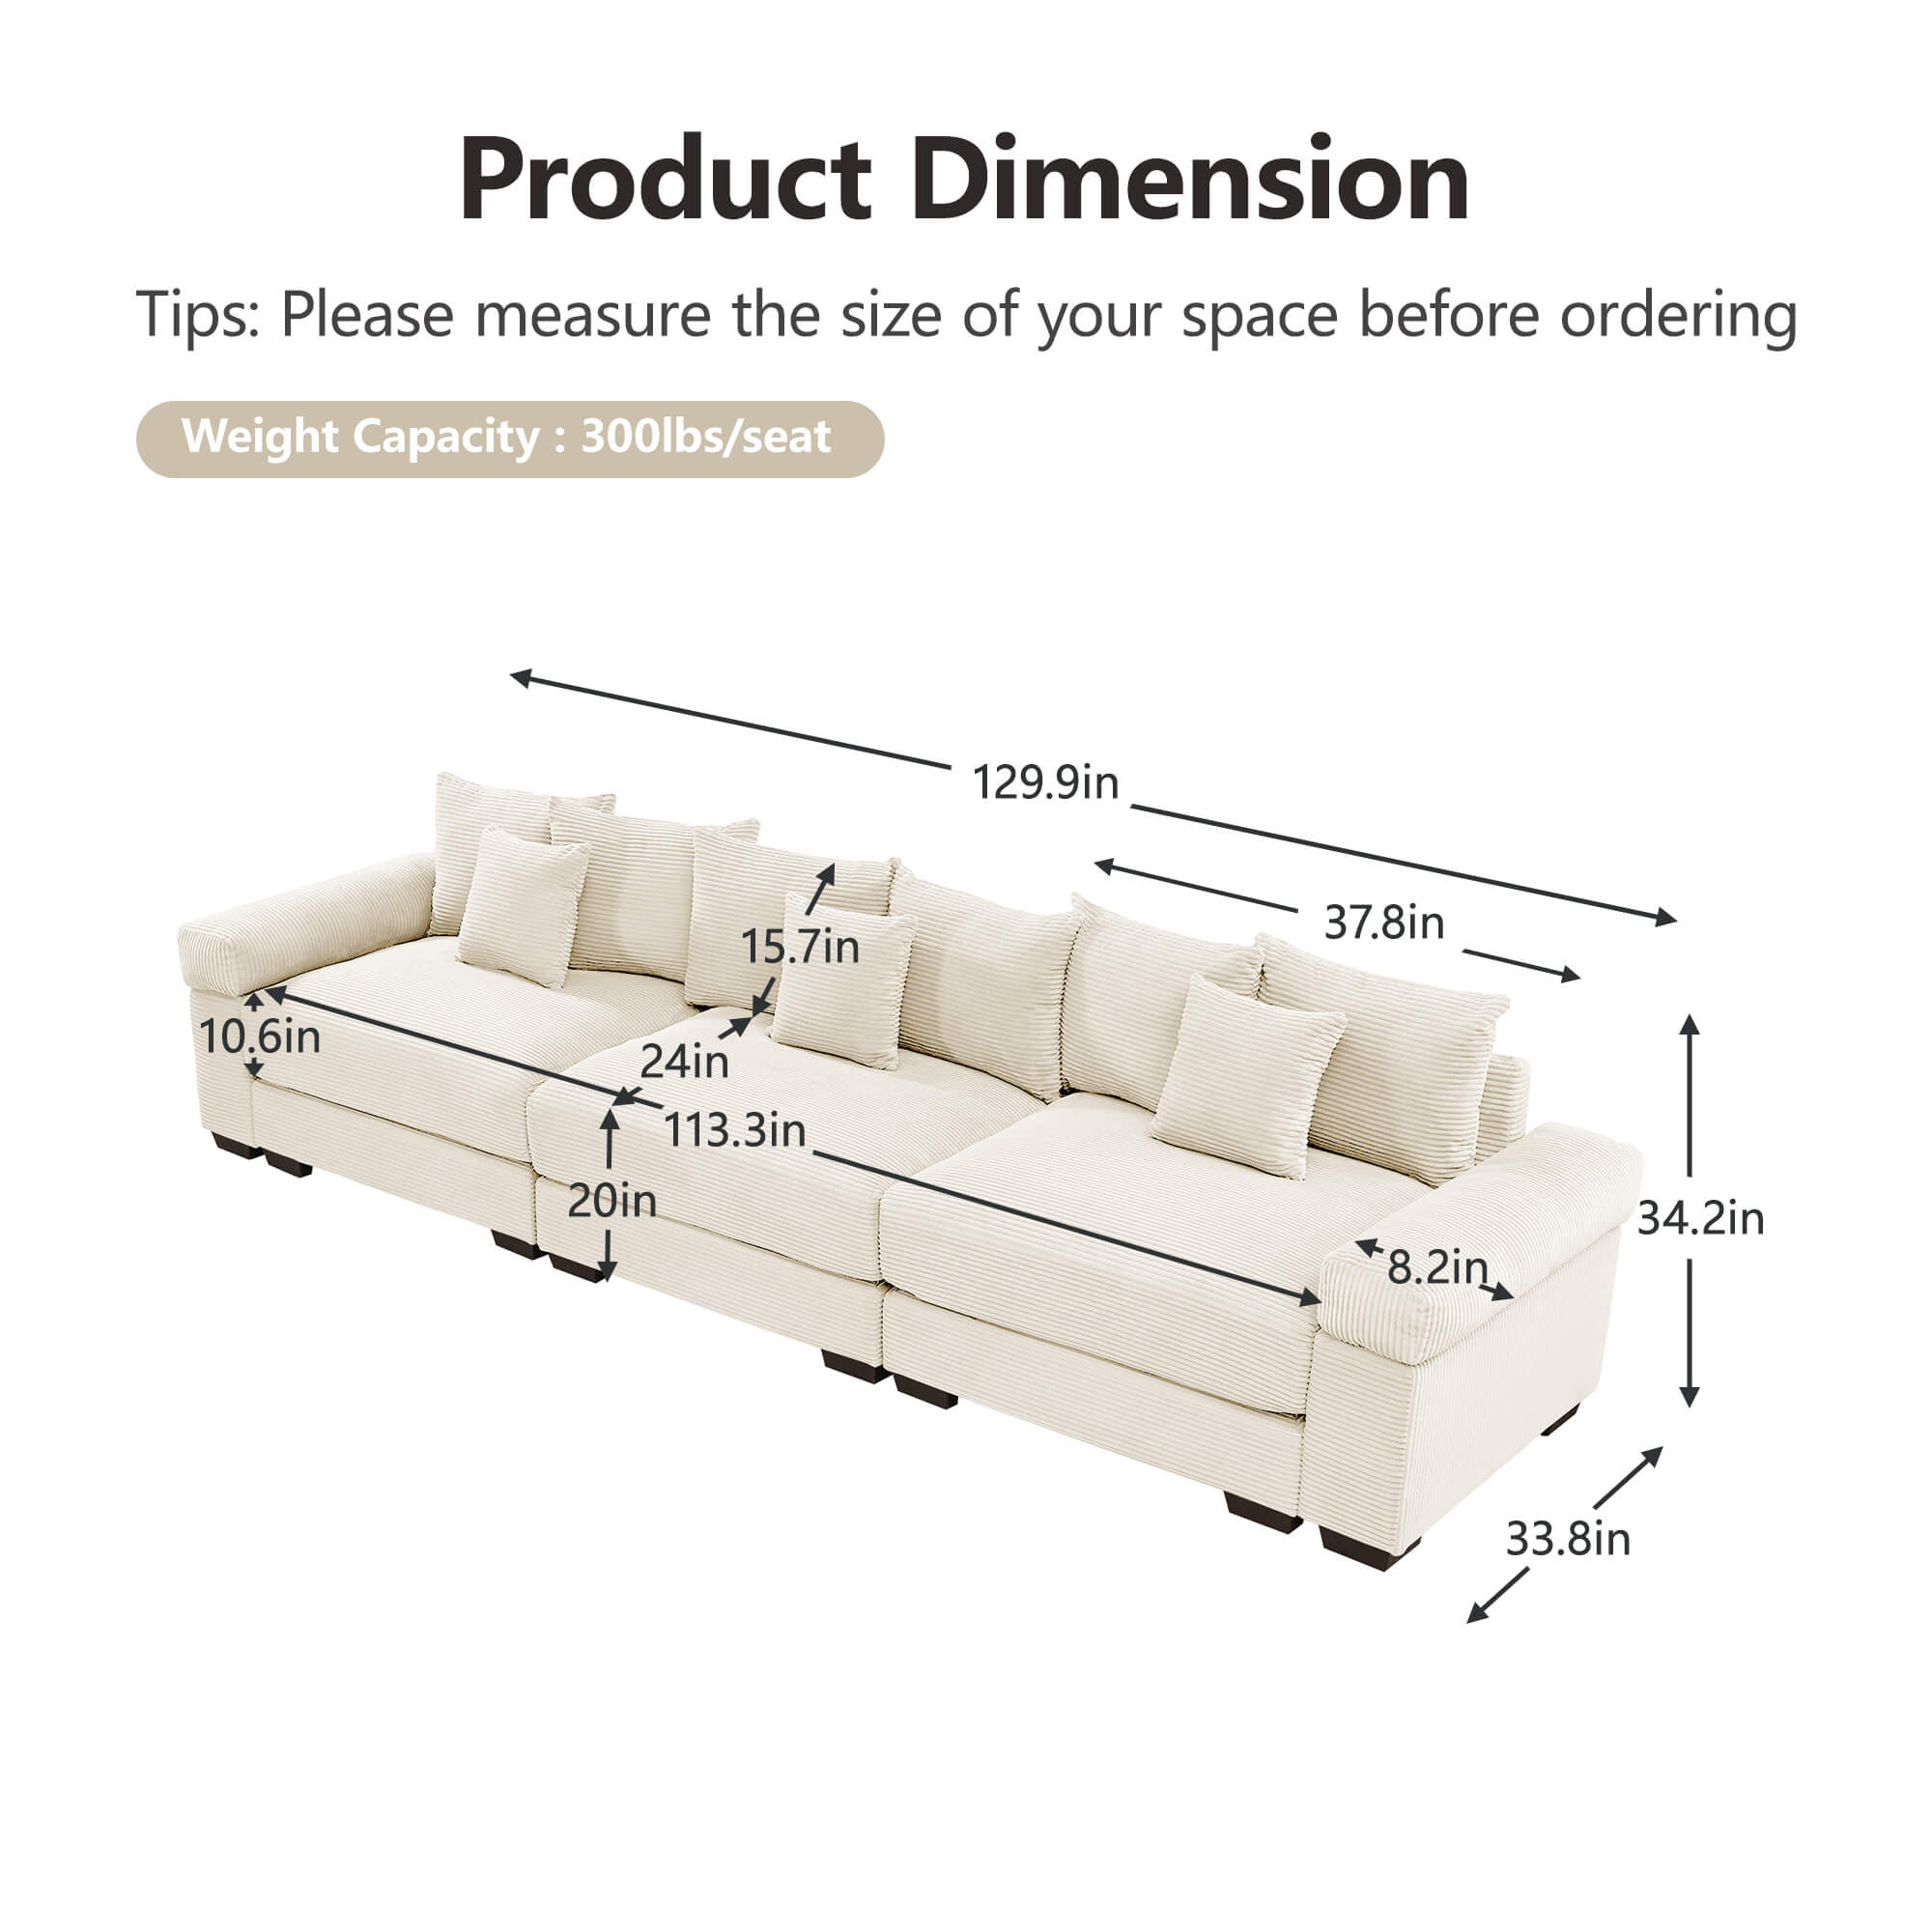 Product Dimension
Tips: Please measure the size of your space before ordering
Weight Capacity : 300lbs/seat
129.9in
37.8in
15.7in
10.6in
24in
113.3in
20in
34.2in
8.2in
33.8in